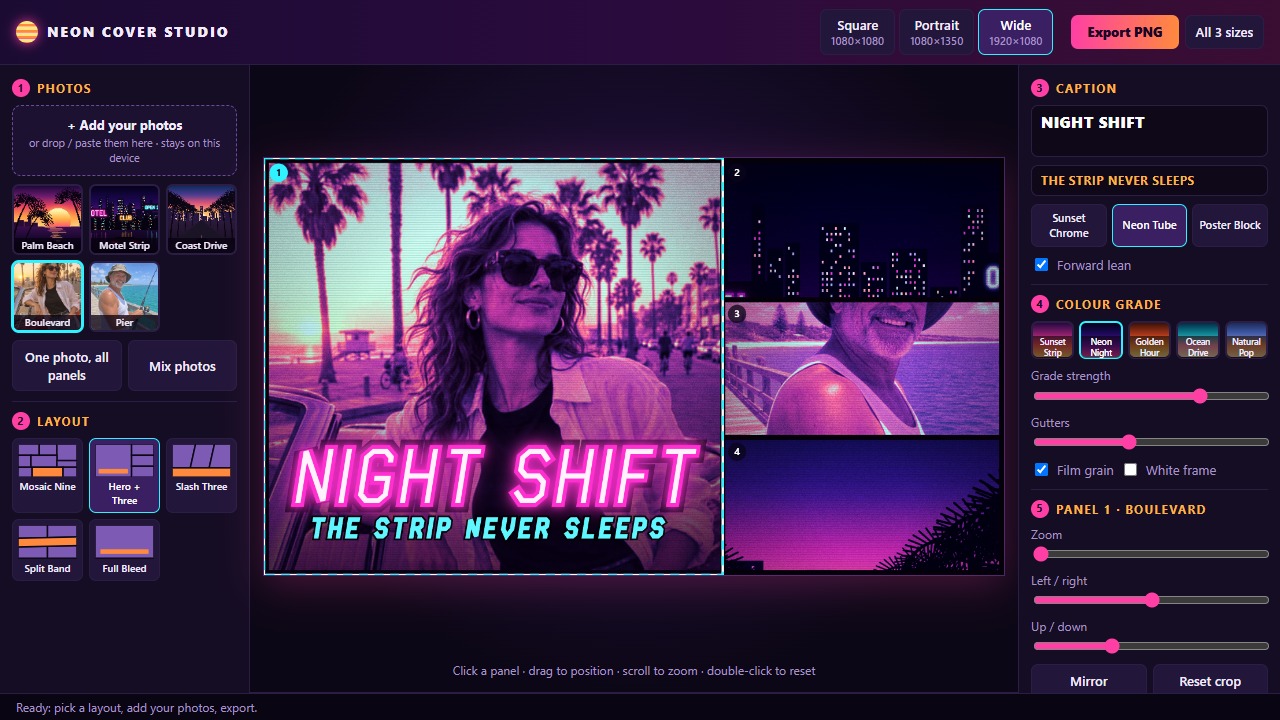 NEON COVER STUDIO
Square
1080×1080
Portrait
1080×1350
Wide
1920×1080
Export PNG
All 3 sizes
1 PHOTOS
+ Add your photos
or drop / paste them here · stays on this
device
Palm Beach
Motel Strip
Coast Drive
Boulevard
Pier
One photo, all
panels
Mix photos
2 LAYOUT
Mosaic Nine
Hero +
Three
Slash Three
Split Band
Full Bleed
1
2
3
4
NIGHT SHIFT
THE STRIP NEVER SLEEPS
Click a panel · drag to position · scroll to zoom · double-click to reset
3 CAPTION
NIGHT SHIFT
THE STRIP NEVER SLEEPS
Sunset
Chrome
Neon Tube
Poster Block
Forward lean
4 COLOUR GRADE
Sunset
Strip
Neon
Night
Golden
Hour
Ocean
Drive
Natural
Pop
Grade strength
Gutters
Film grain
White frame
5 PANEL 1 · BOULEVARD
Zoom
Left / right
Up / down
Mirror
Reset crop
Ready: pick a layout, add your photos, export.